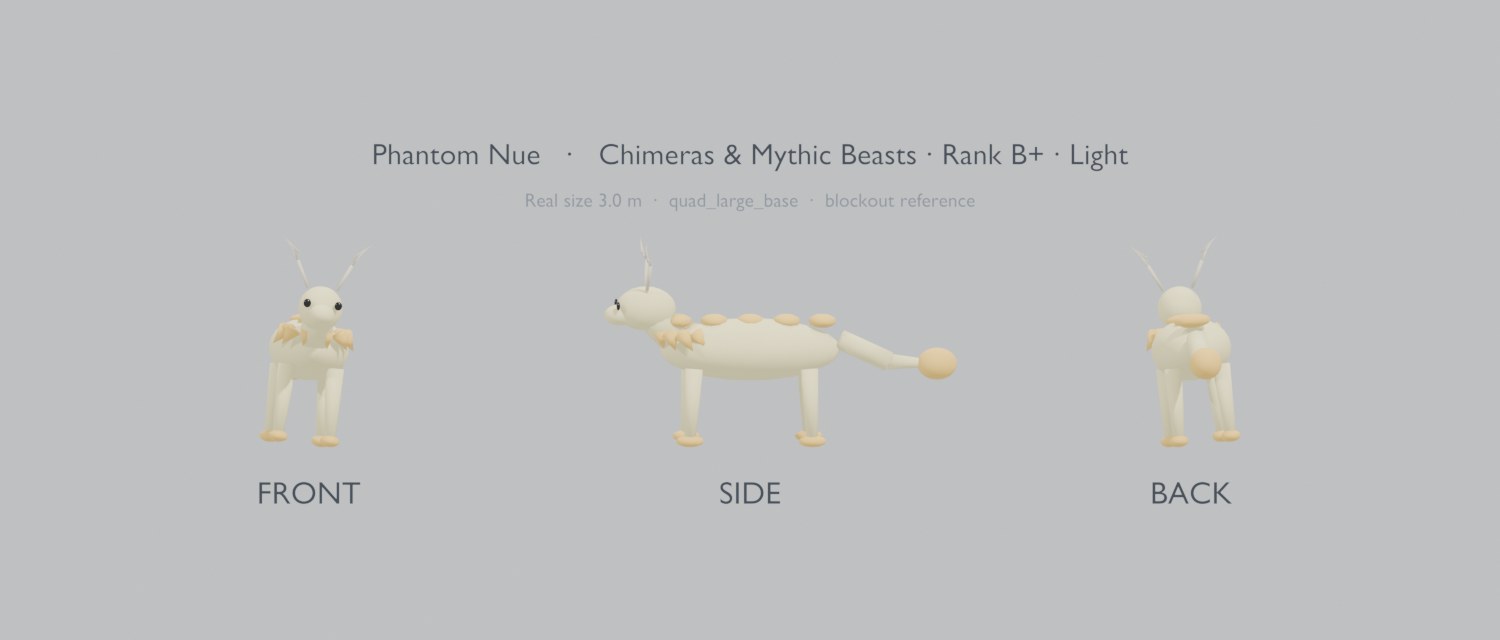 Phantom Nue · Chimeras & Mythic Beasts · Rank B+ · Light
Real size 3.0 m · quad_large_base · blockout reference
FRONT
SIDE
BACK